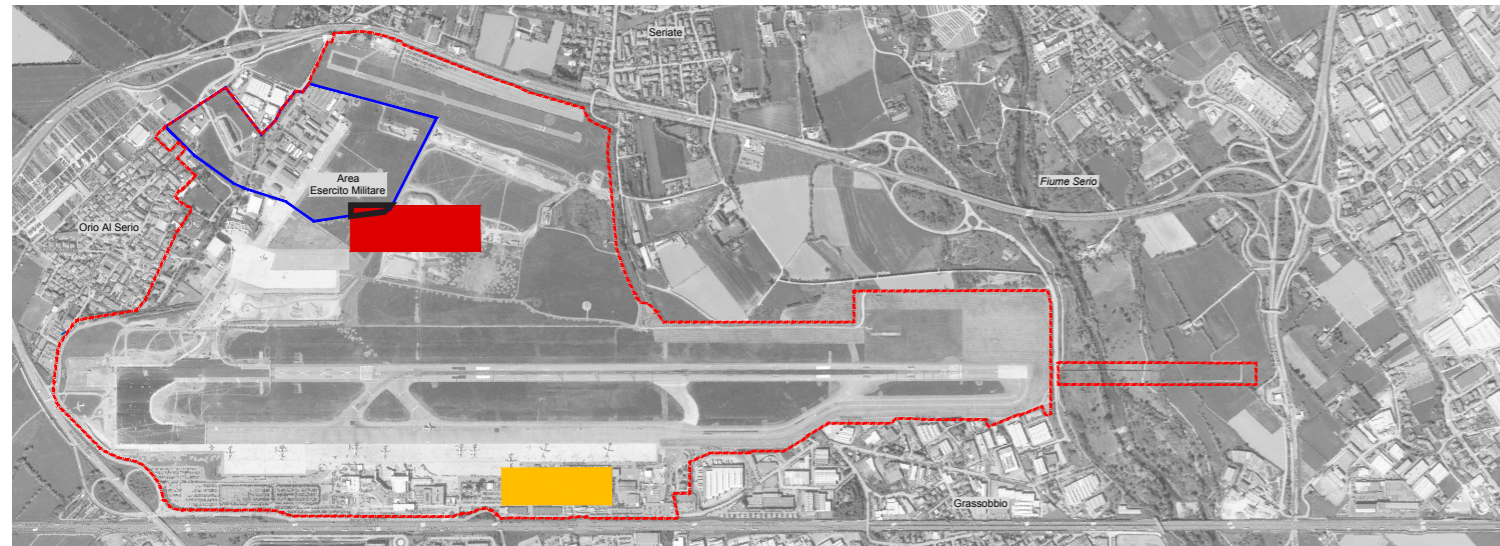 Seriate
Area
Esercito Militare
Fiume Serio
Orio Al Serio
Grassobbio